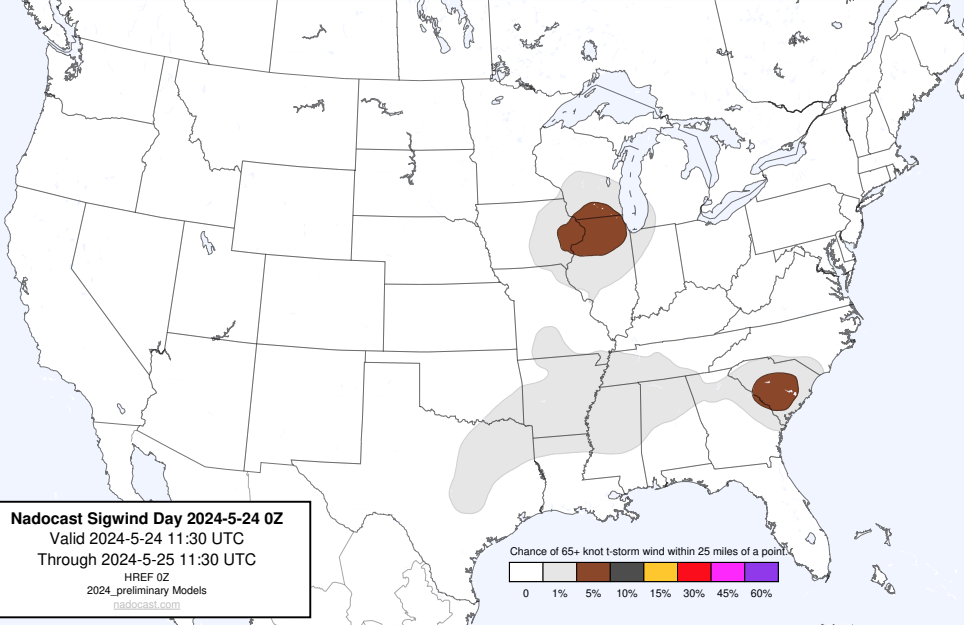 Nadocast Sigwind Day 2024-5-24 0Z
Valid 2024-5-24 11:30 UTC
Through 2024-5-25 11:30 UTC
HREF 0Z
2024_preliminary Models
nadocast.com
Chance of 65+ knot t-storm wind within 25 miles of a point.
0 1% 5% 10% 15% 30% 45% 60%